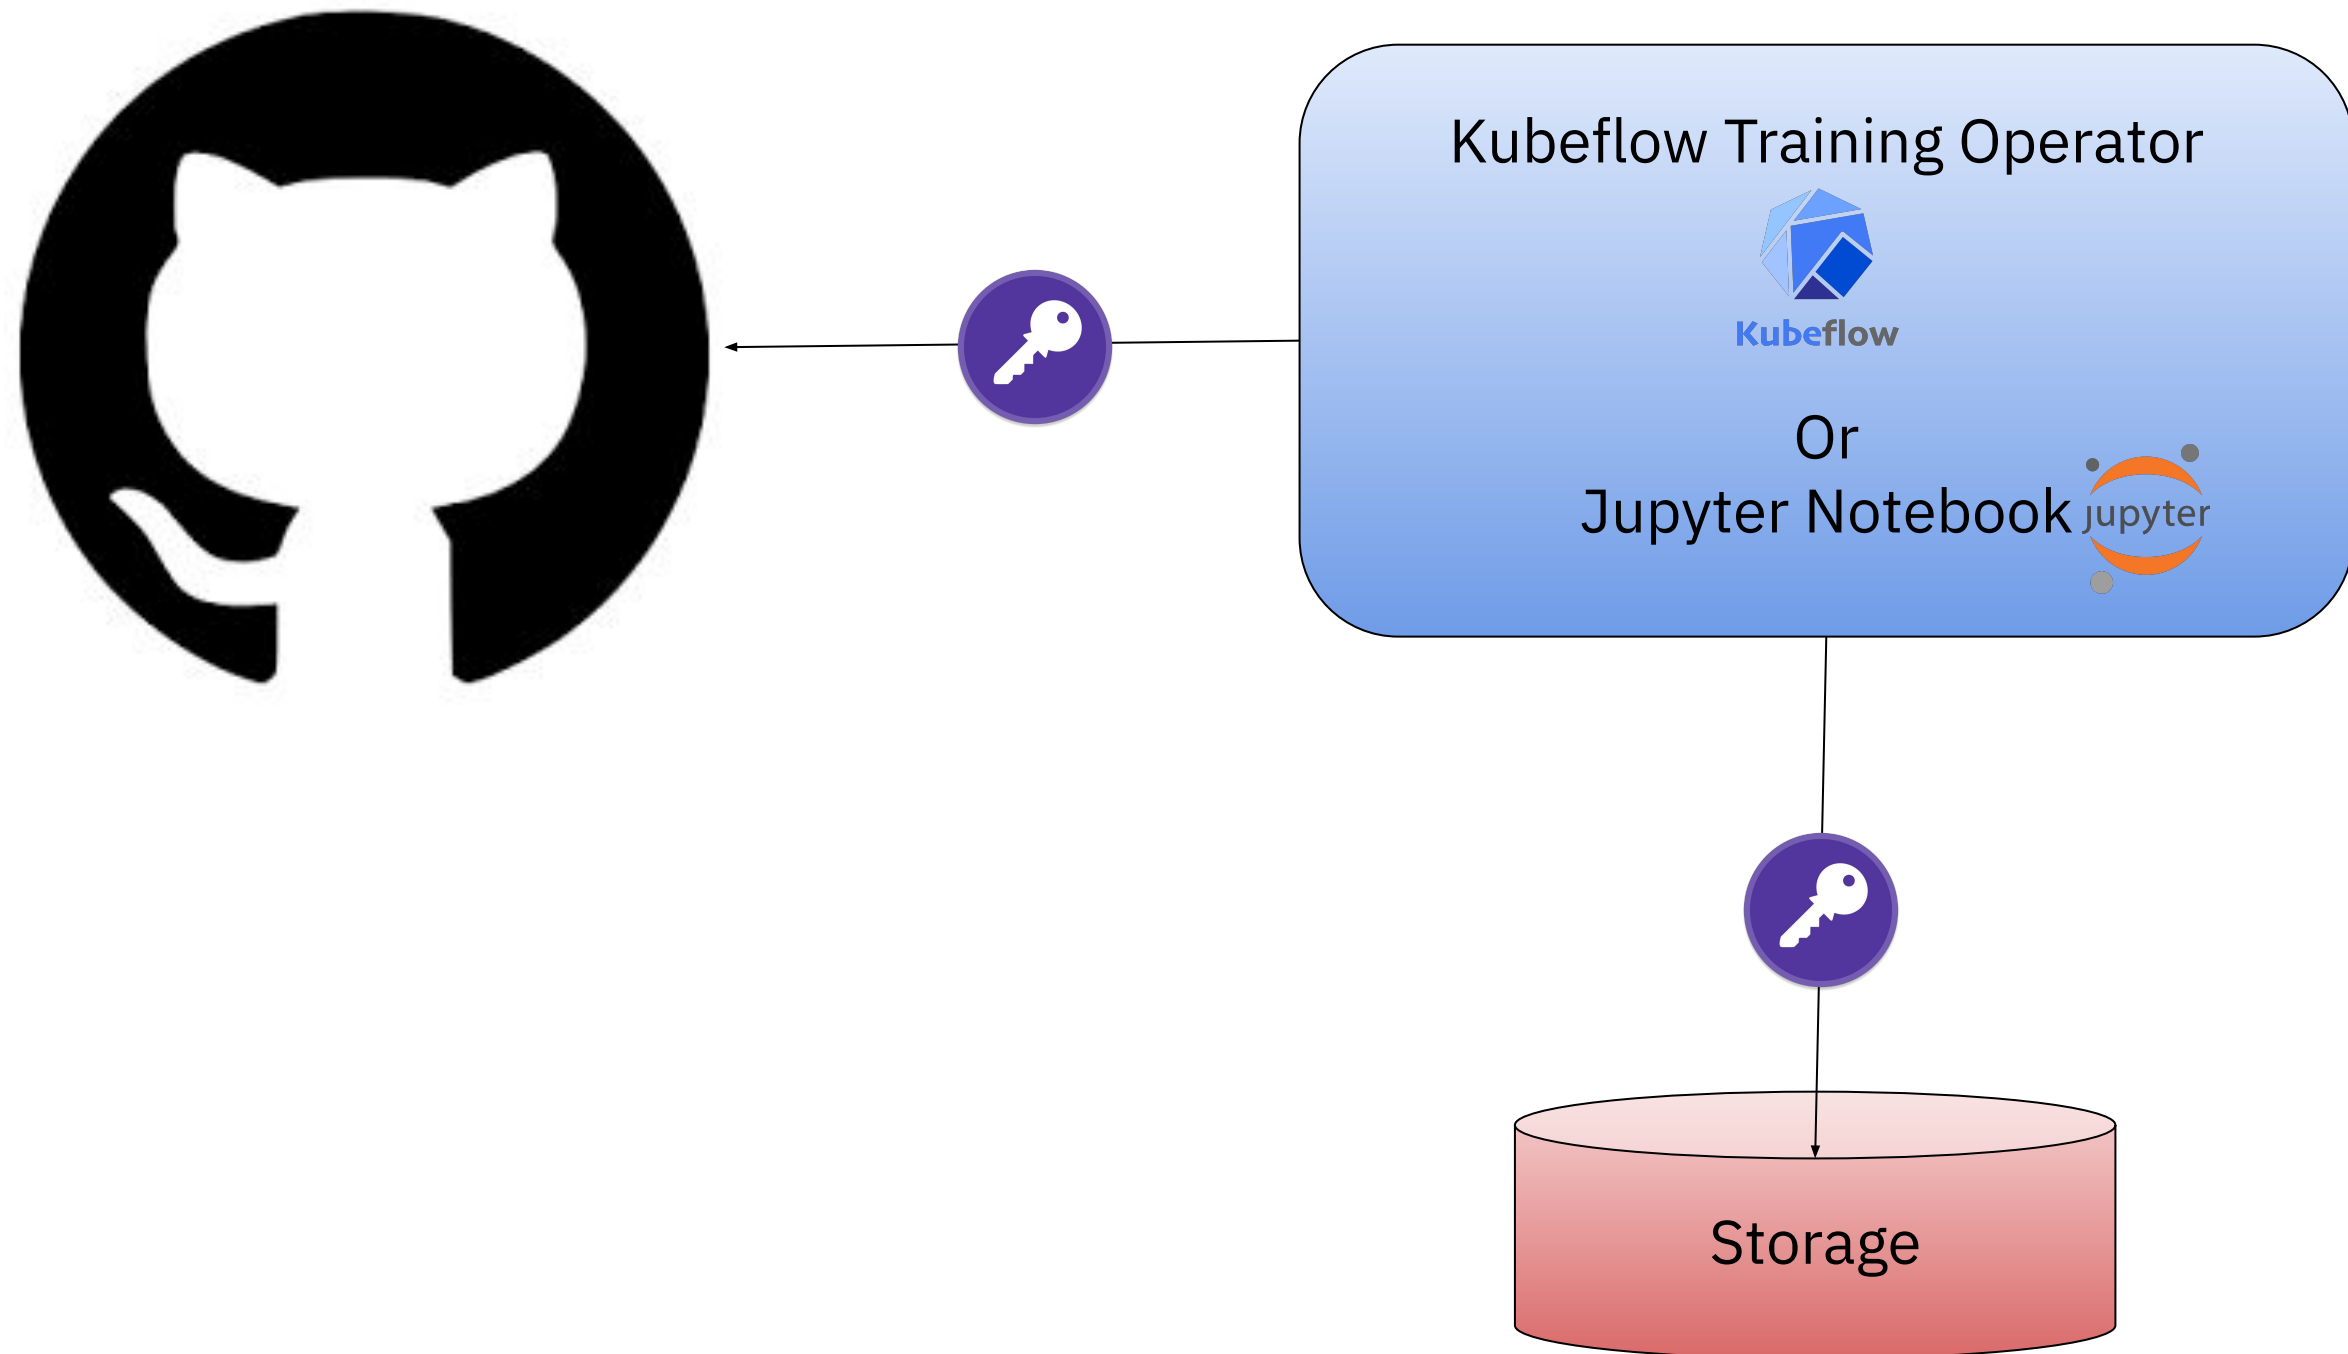 Kubeflow Training Operator
Kubeflow
Or
Jupyter Notebook
jupyter
Storage